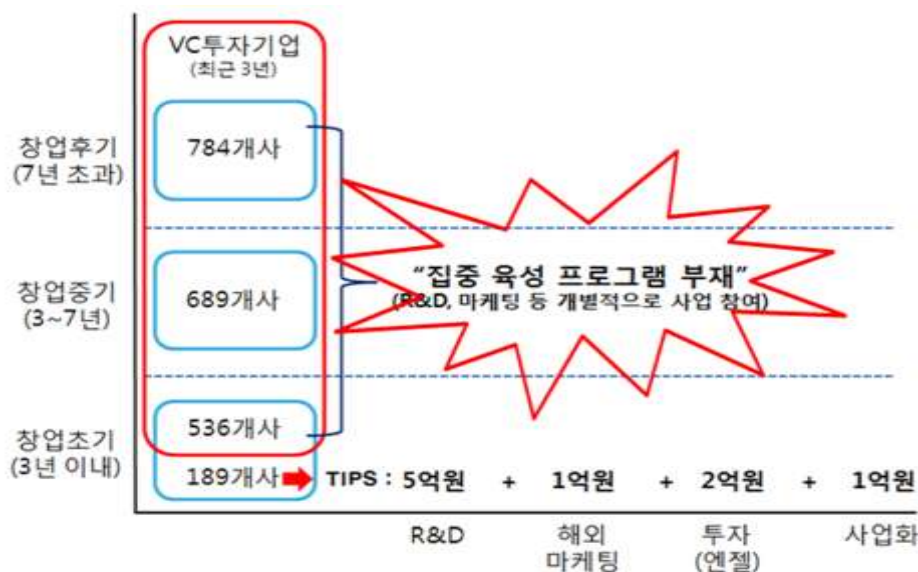 VC투자기업
(최근 3년)
창업후기
(7년 초과)
784개사
창업중기
(3~7년)
689개사
"집중 육성 프로그램 부재"
(R&D, 마케팅 등 개별적으로 사업 참여)
창업초기
(3년 이내)
536개사
189개사
TIPS : 5억원 + 1억원 + 2억원 + 1억원
R&D
해외
마케팅
투자
(엔젤)
사업화